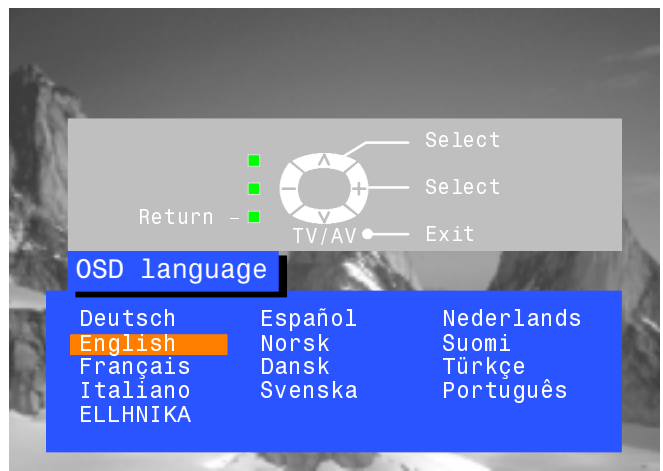 Select
Select
Return –
TV/AV
Exit
OSD language
Deutsch
Español
Nederlands
English
Norsk
Suomi
Français
Dansk
Türkçe
Italiano
Svenska
Português
ELLHNIKA